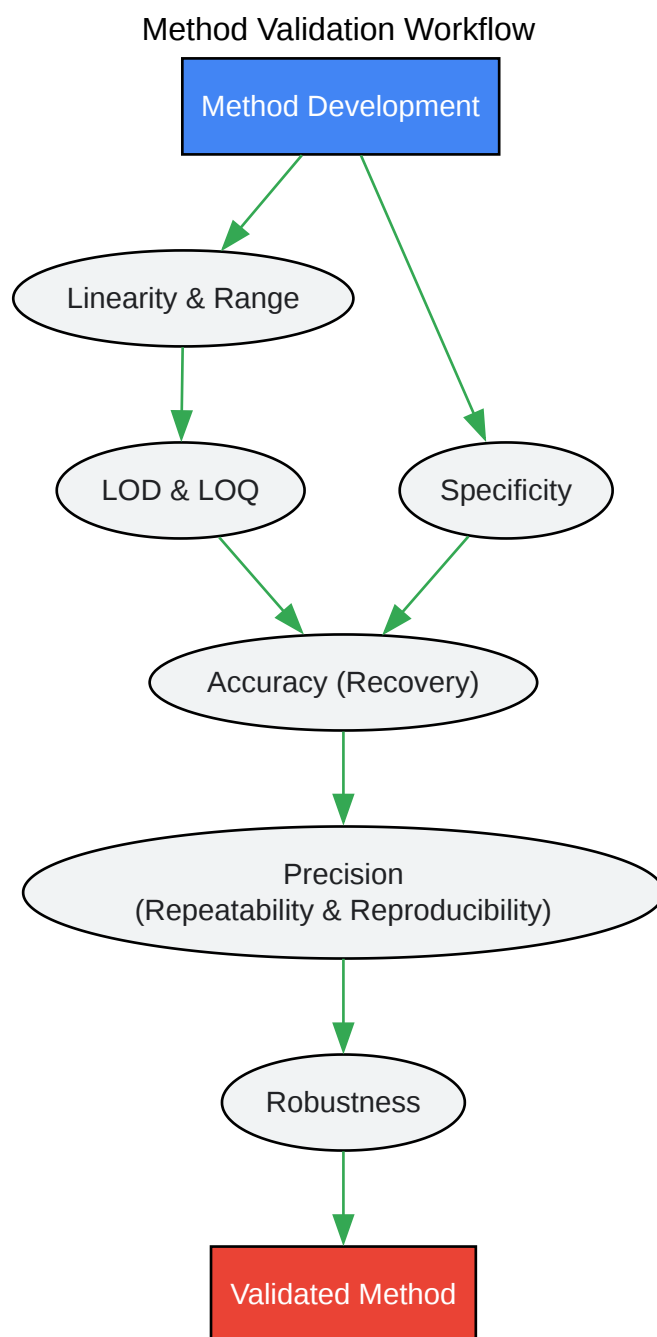 Method Validation Workflow
Method Development
Linearity & Range
LOD & LOQ
Specificity
Accuracy (Recovery)
Precision
(Repeatability & Reproducibility)
Robustness
Validated Method